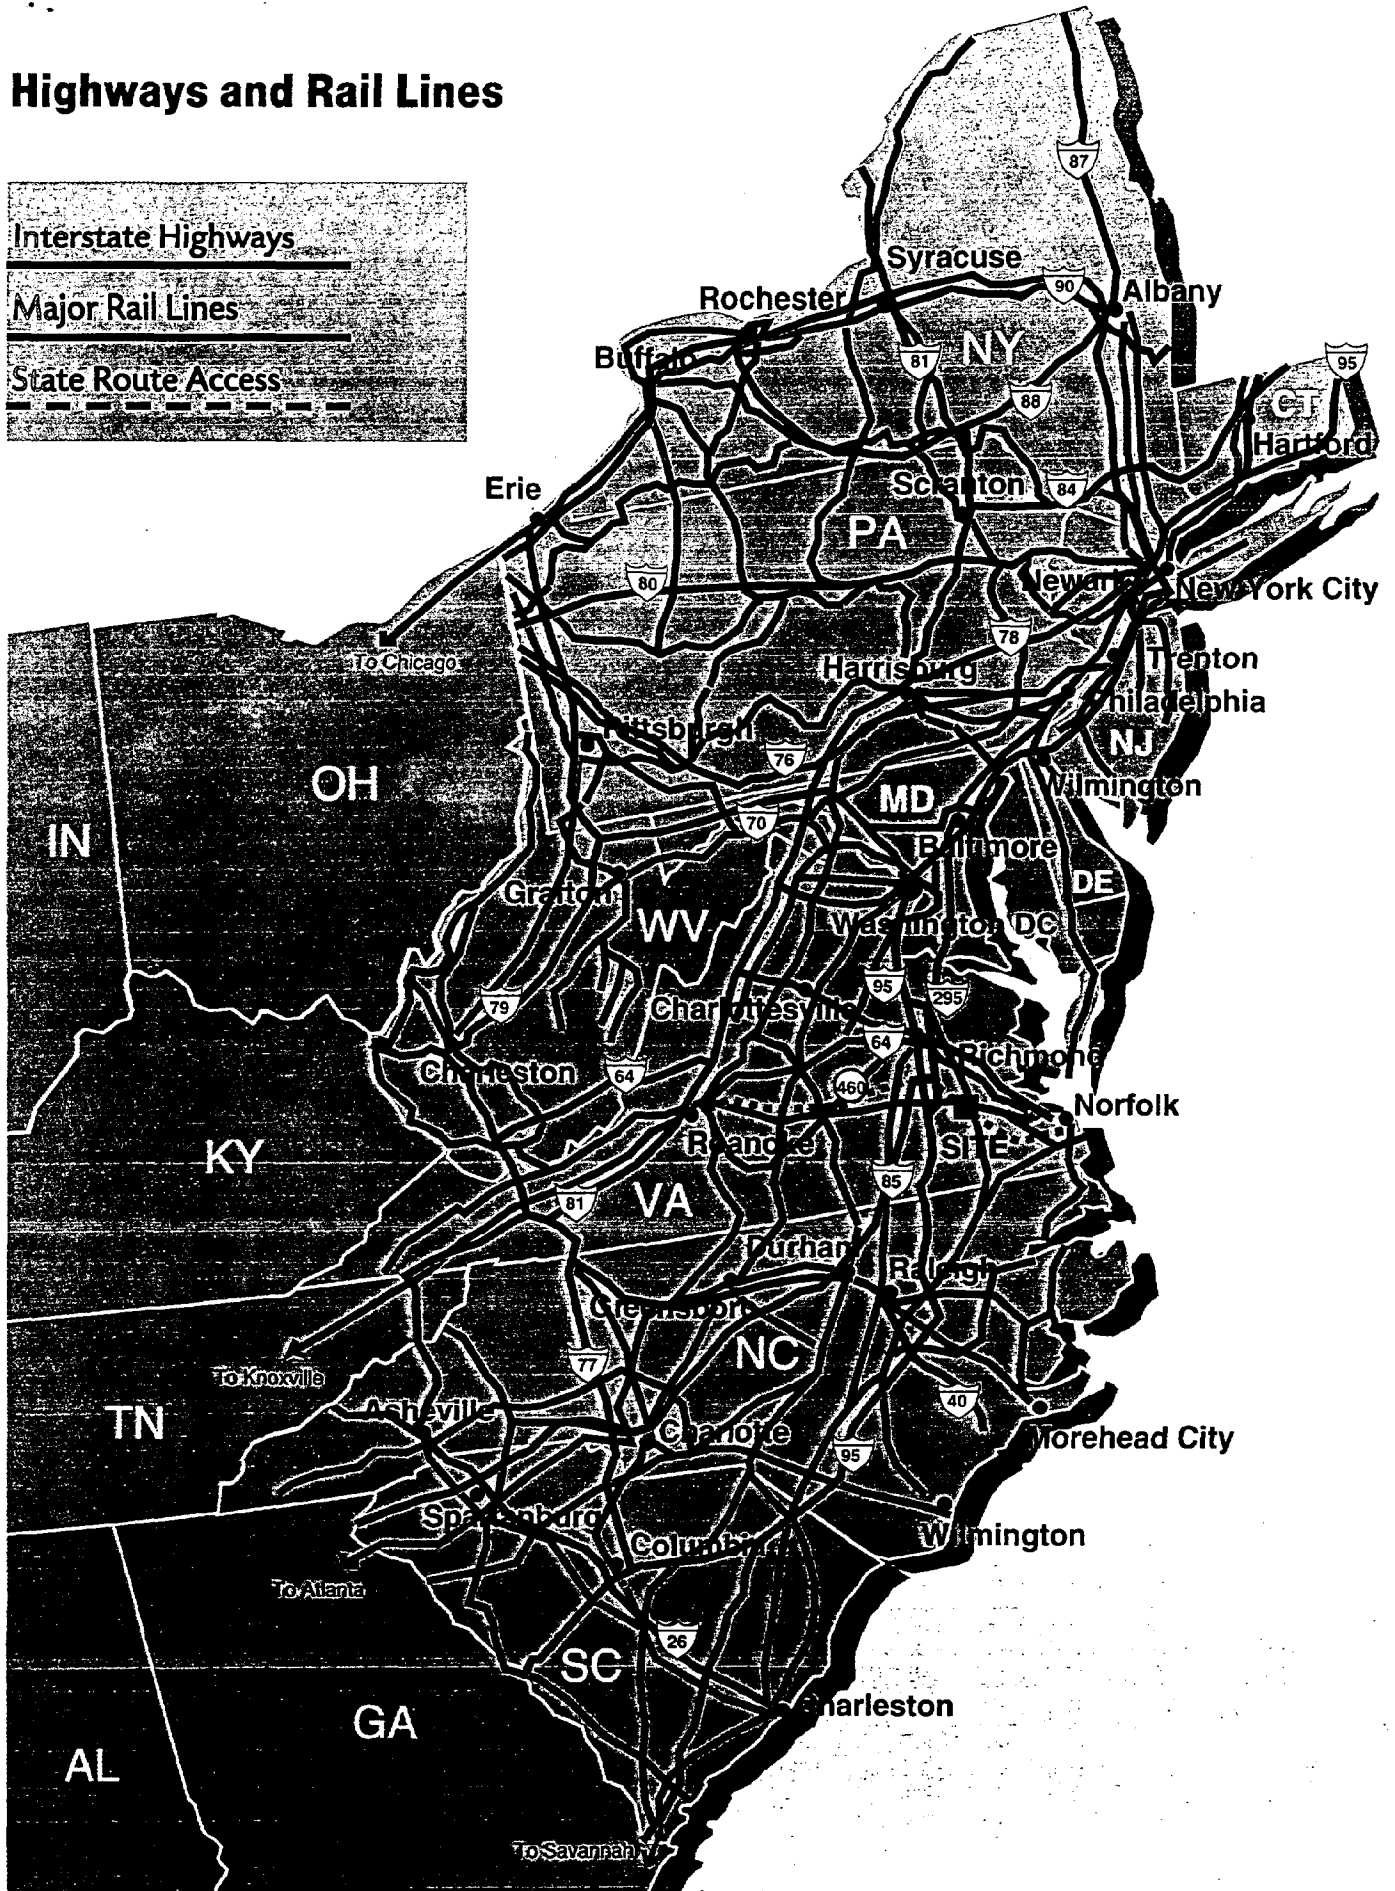 Highways and Rail Lines
Interstate Highways
Major Rail Lines
State Route Access
87
Syracuse
90
Albany
Rochester
Buffalo
81
NY
88
95
CT
Hartford
Erie
Scranton
84
PA
80
Newark
New York City
78
To Chicago
Harrisburg
Trenton
Philadelphia
Pittsburgh
NJ
76
OH
Wilmington
MD
IN
70
Baltimore
DE
Grafton
WV
Washington DC
95
295
79
Charlottesville
64
Richmond
Charleston
64
460
Norfolk
KY
Roanoke
SITE
85
81
VA
Durham
Raleigh
Greensboro
NC
77
To Knoxville
40
TN
Asheville
Charlotte
Morehead City
95
Spartanburg
Wilmington
Columbia
To Atlanta
26
SC
Charleston
GA
AL
To Savannah